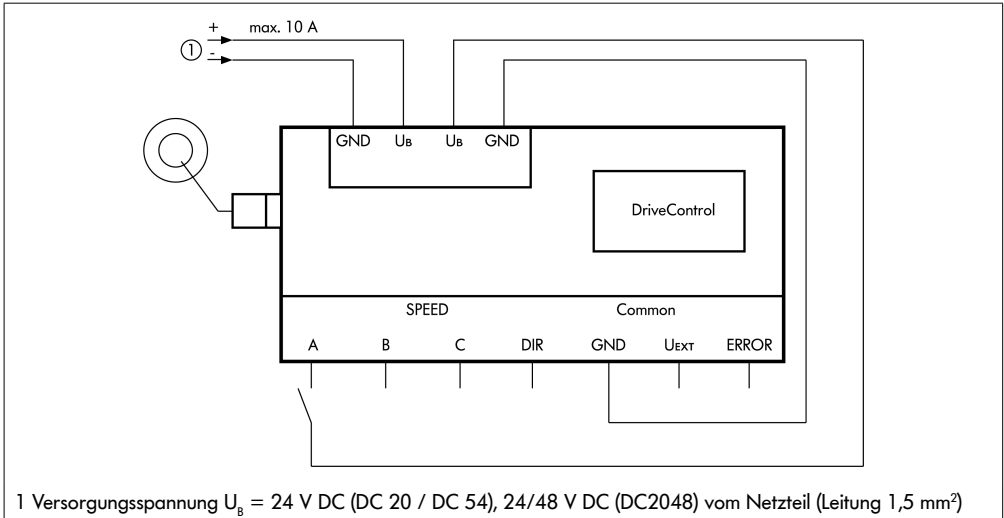 + max. 10 A
1 -
GND UB UB GND
DriveControl
SPEED Common
A B C DIR GND UEXT ERROR
1 Versorgungsspannung UB = 24 V DC (DC 20 / DC 54), 24/48 V DC (DC2048) vom Netzteil (Leitung 1,5 mm²)